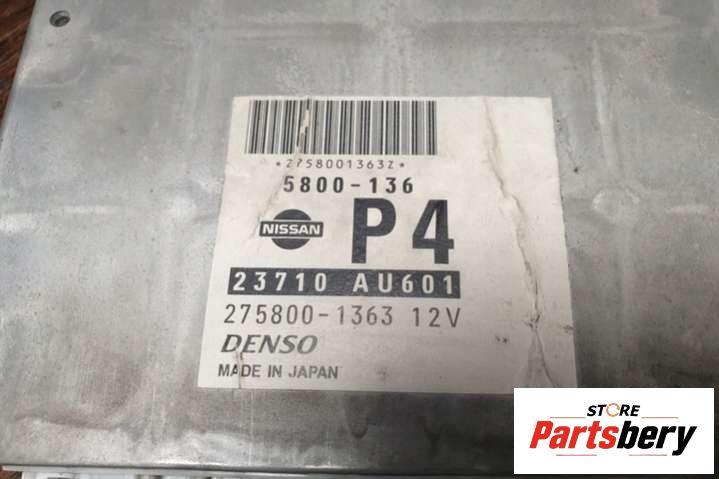 *2758001363Z*
5800-136
NISSAN
P4
23710 AU601
275800-1363 12V
DENSO
MADE IN JAPAN
STORE
Partsbery